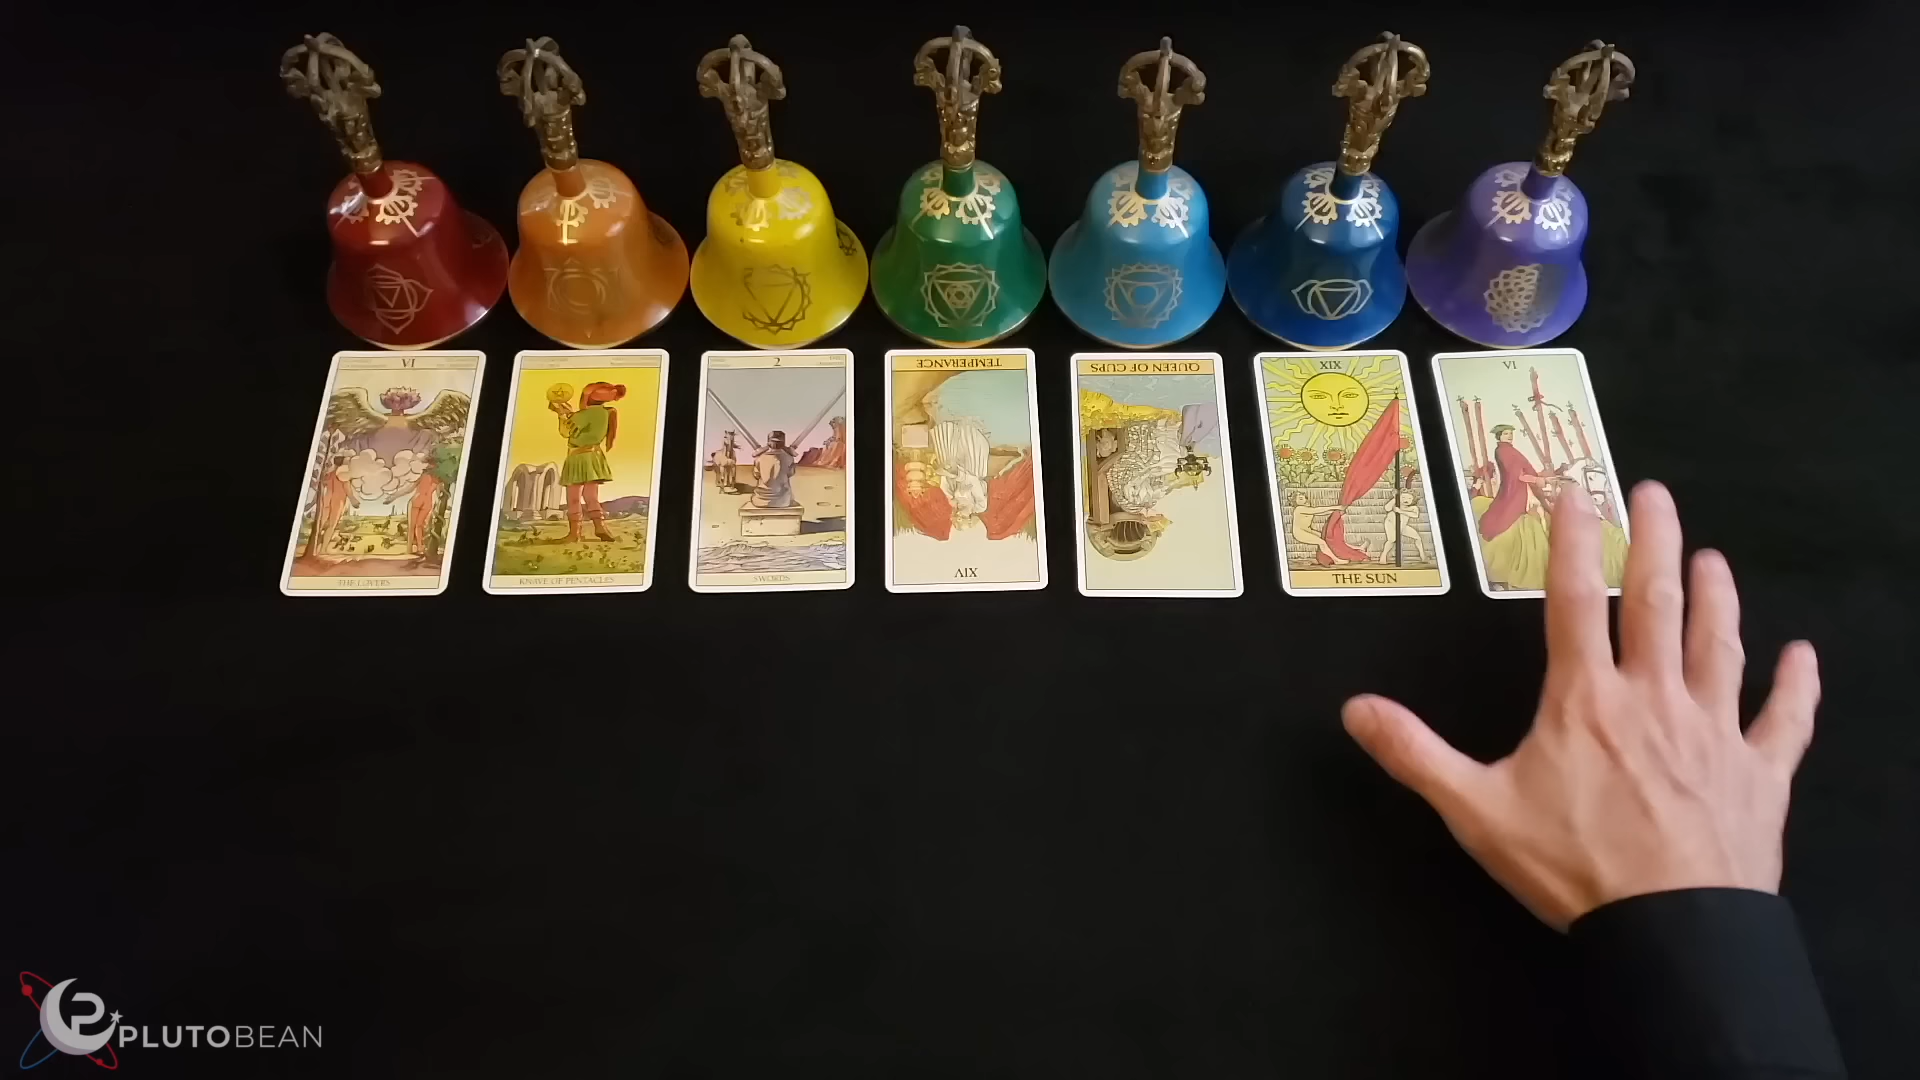 VI
THE LOVERS
KNAVE OF PENTACLES
2
SWORDS
TEMPERANCE
XIV
QUEEN OF CUPS
XIX
THE SUN
VI
PLUTOBEAN